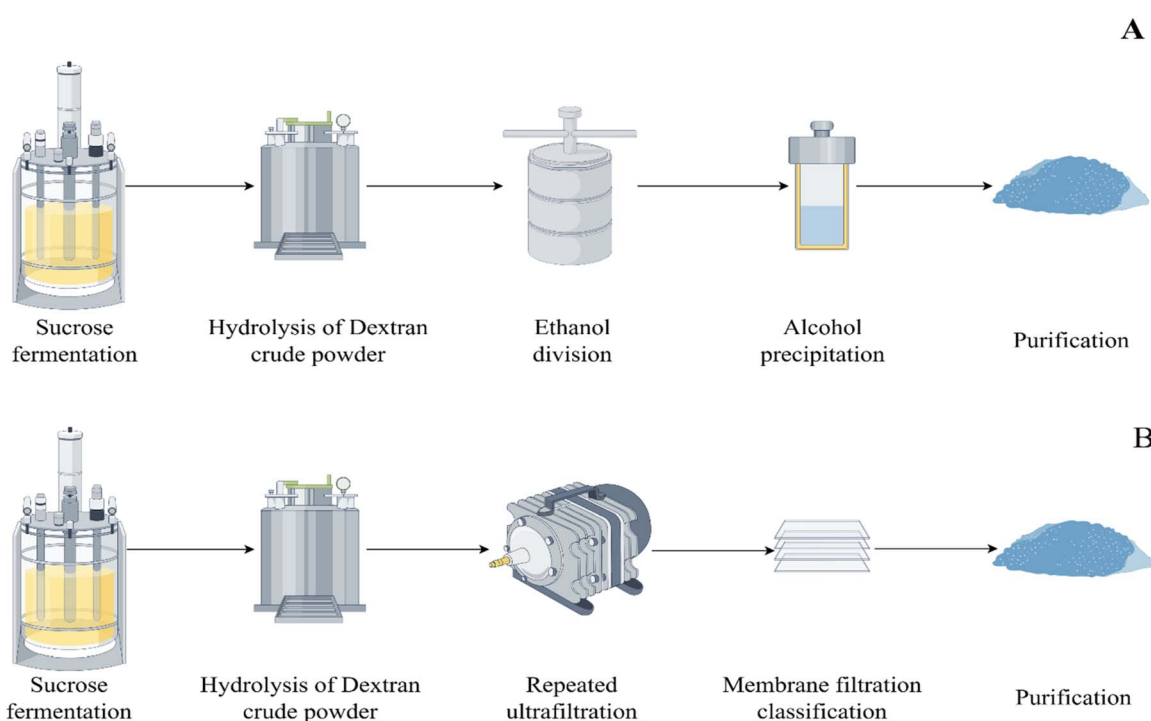 A
Sucrose
fermentation
Hydrolysis of Dextran
crude powder
Ethanol
division
Alcohol
precipitation
Purification
B
Sucrose
fermentation
Hydrolysis of Dextran
crude powder
Repeated
ultrafiltration
Membrane filtration
classification
Purification